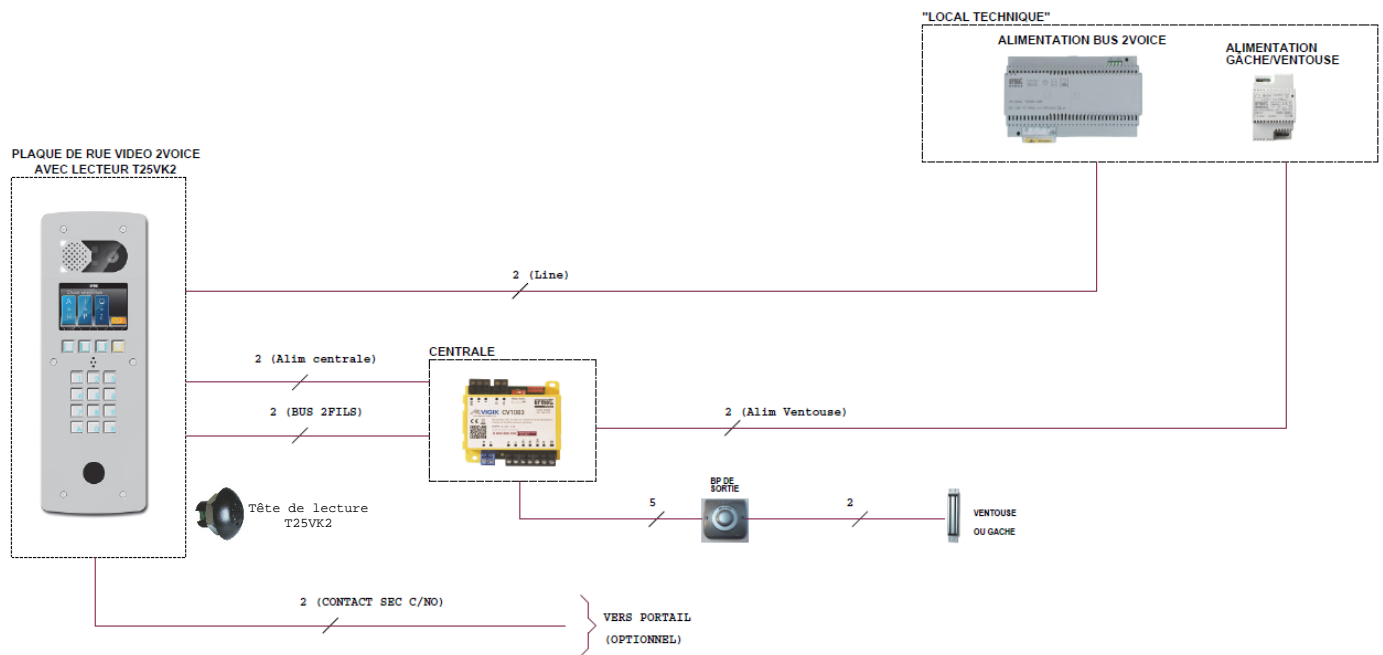 "LOCAL TECHNIQUE"
ALIMENTATION BUS 2VOICE
ALIMENTATION
GACHE/VENTOUSE
PLAQUE DE RUE VIDEO 2VOICE
AVEC LECTEUR T25VK2
2 (Line)
2 (Alim centrale)
CENTRALE
2 (BUS 2FILS)
VIGIK CV1083
urmet
2 (Alim Ventouse)
Tête de lecture
T25VK2
5
BP DE
SORTIE
2
VENTOUSE
OU GACHE
2 (CONTACT SEC C/NO)
VERS PORTAIL
(OPTIONNEL)